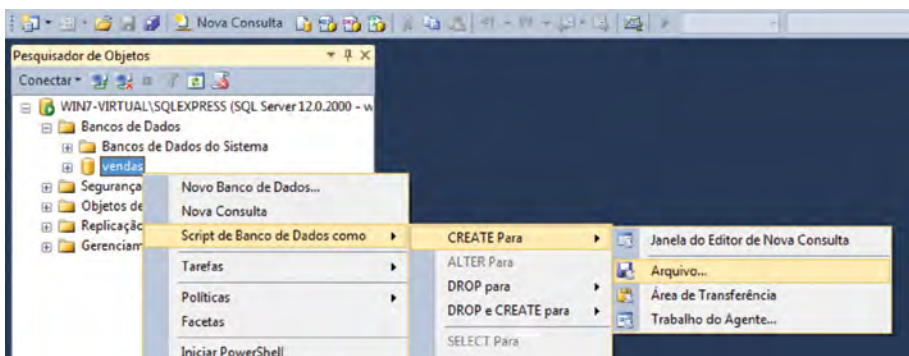 Nova Consulta
Pesquisador de Objetos
Conectar
WIN7-VIRTUAL\SQLEXPRESS (SQL Server 12.0.2000 - w
Bancos de Dados
Bancos de Dados do Sistema
vendas
Segurança
Objetos de
Replicação
Gerenciam
Novo Banco de Dados...
Nova Consulta
Script de Banco de Dados como
Tarefas
Políticas
Facetas
Iniciar PowerShell
CREATE Para
ALTER Para
DROP para
DROP e CREATE para
SELECT Para
Janela do Editor de Nova Consulta
Arquivo...
Área de Transferência
Trabalho do Agente...